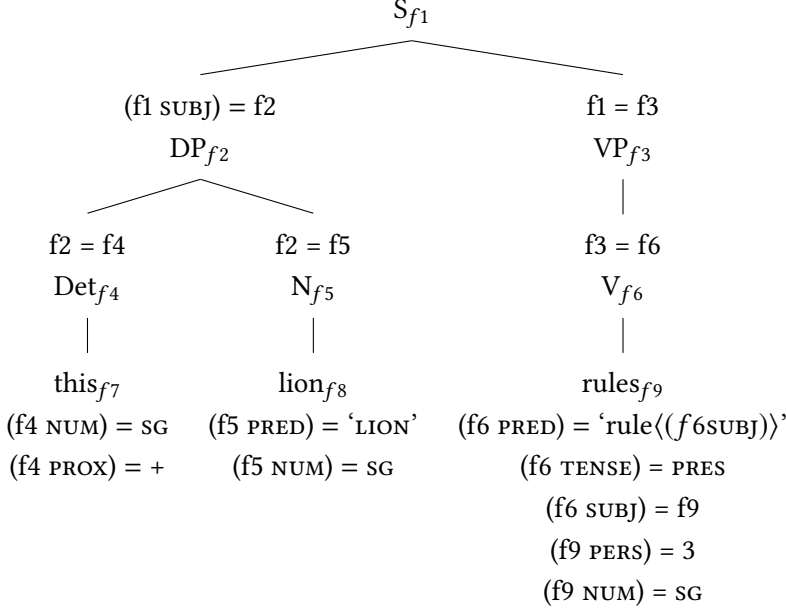 S f1
(f1 SUBJ) = f2 f1 = f3
DP f2 VP f3
f2 = f4 f2 = f5 f3 = f6
Det f4 N f5 V f6
this f7 lion f8 rules f9
(f4 NUM) = SG (f5 PRED) = ‘LION’ (f6 PRED) = ‘rule⟨(f6SUBJ)⟩’
(f4 PROX) = + (f5 NUM) = SG (f6 TENSE) = PRES
(f6 SUBJ) = f9
(f9 PERS) = 3
(f9 NUM) = SG